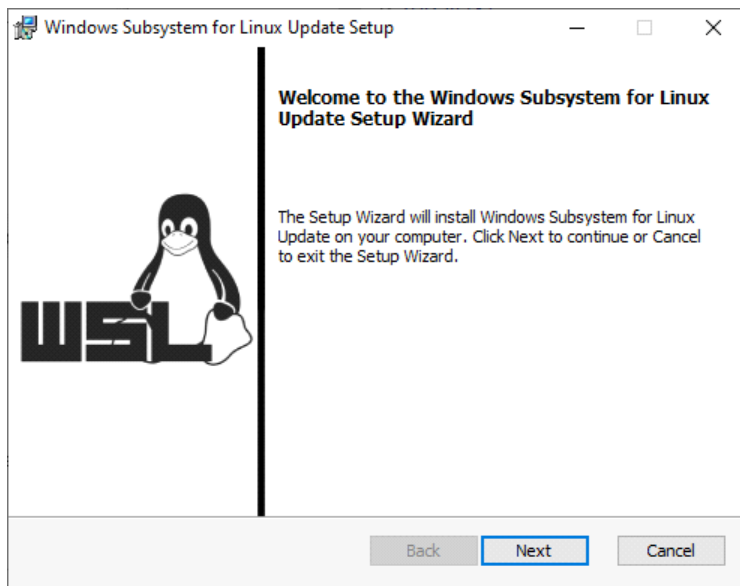 Windows Subsystem for Linux Update Setup
Welcome to the Windows Subsystem for Linux
Update Setup Wizard
The Setup Wizard will install Windows Subsystem for Linux
Update on your computer. Click Next to continue or Cancel
to exit the Setup Wizard.
WSL
Back
Next
Cancel